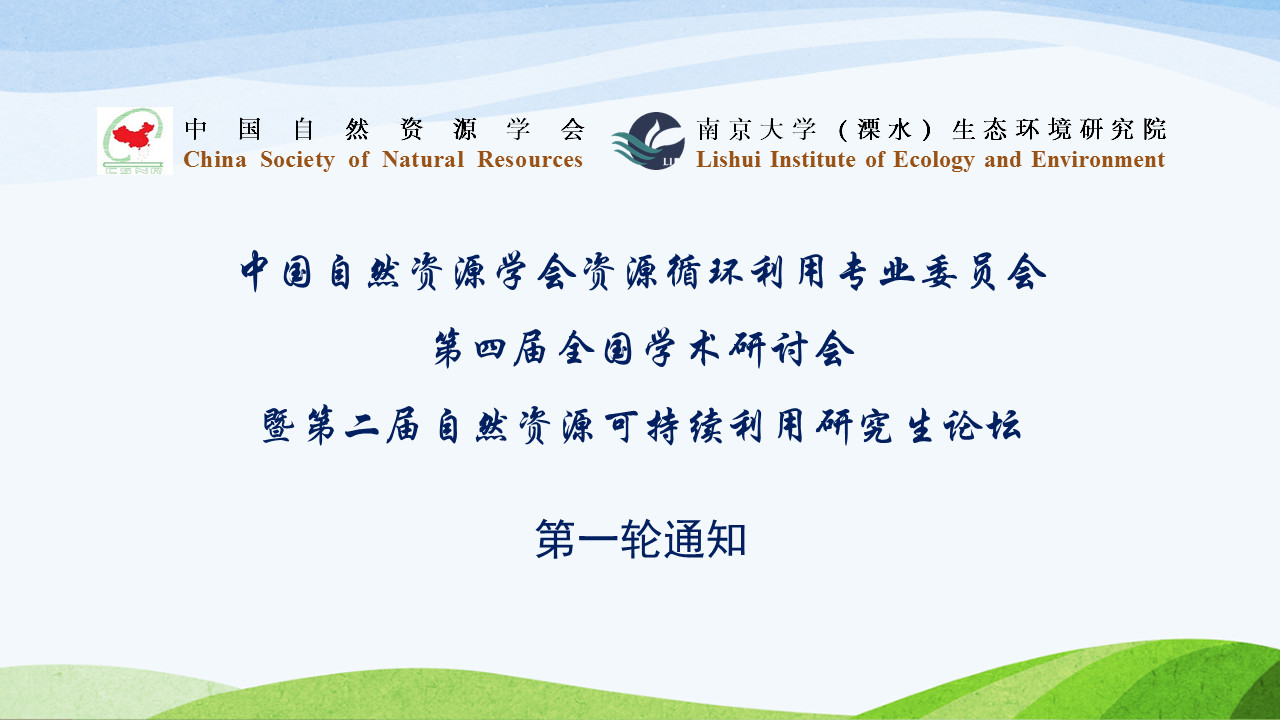 中国自然资源学会
China Society of Natural Resources
南京大学（溧水）生态环境研究院
Lishui Institute of Ecology and Environment
中国自然资源学会资源循环利用专业委员会
第四届全国学术研讨会
暨第二届自然资源可持续利用研究生论坛
第一轮通知